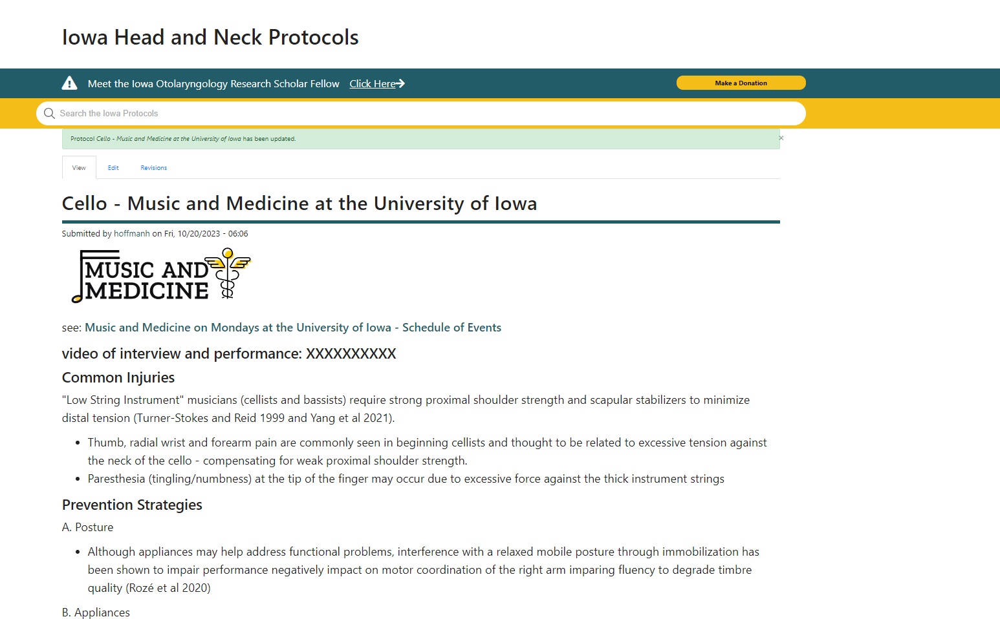 Iowa Head and Neck Protocols
Meet the Iowa Otolaryngology Research Scholar Fellow Click Here
Make a Donation
Search the Iowa Protocols
Protocol Cello - Music and Medicine at the University of Iowa has been updated.
×
View Edit Revisions
Cello - Music and Medicine at the University of Iowa
Submitted by hoffmanh on Fri, 10/20/2023 - 06:06
MUSIC AND
MEDICINE
see: Music and Medicine on Mondays at the University of Iowa - Schedule of Events
video of interview and performance: XXXXXXXXXX
Common Injuries
"Low String Instrument" musicians (cellists and bassists) require strong proximal shoulder strength and scapular stabilizers to minimize
distal tension (Turner-Stokes and Reid 1999 and Yang et al 2021).
• Thumb, radial wrist and forearm pain are commonly seen in beginning cellists and thought to be related to excessive tension against
the neck of the cello - compensating for weak proximal shoulder strength.
• Paresthesia (tingling/numbness) at the tip of the finger may occur due to excessive force against the thick instrument strings
Prevention Strategies
A. Posture
• Although appliances may help address functional problems, interference with a relaxed mobile posture through immobilization has
been shown to impair performance negatively impact on motor coordination of the right arm imparing fluency to degrade timbre
quality (Rozé et al 2020)
B. Appliances